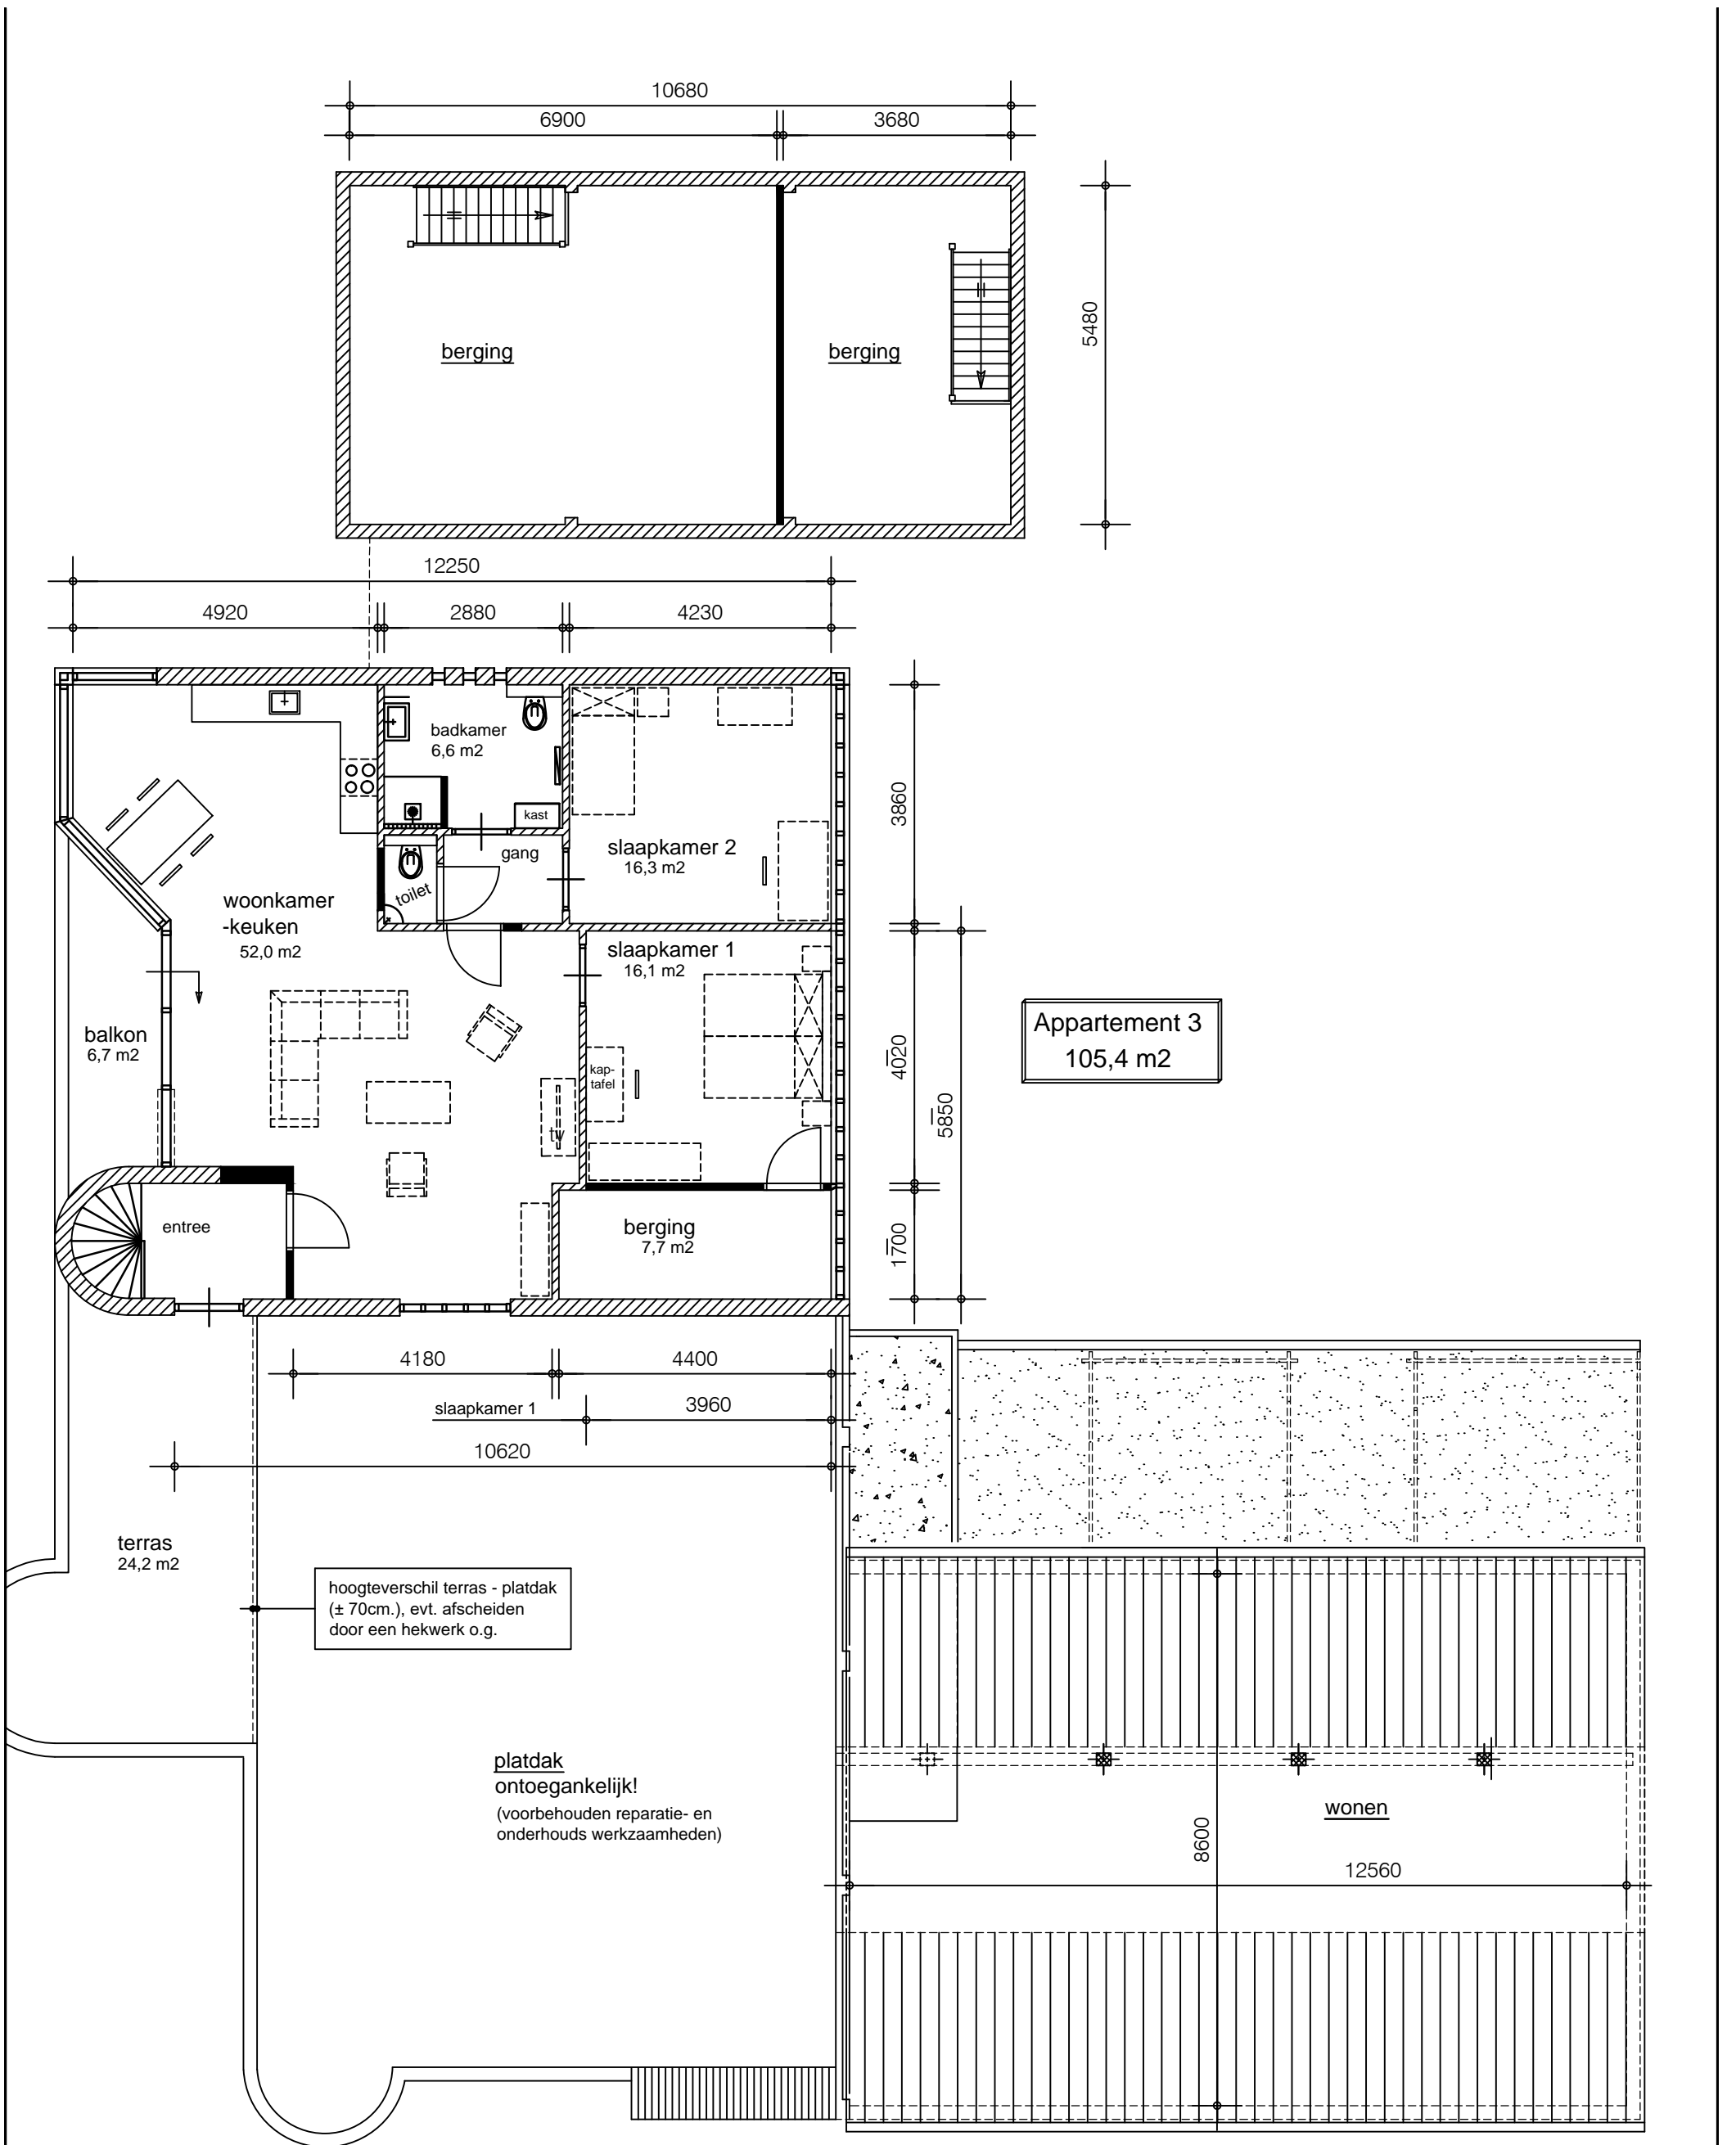 10680
6900
3680
5480
berging
berging
12250
4920
2880
4230
badkamer
6,6 m2
kast
gang
toilet
slaapkamer 2
16,3 m2
3860
woonkamer
-keuken
52,0 m2
slaapkamer 1
16,1 m2
balkon
6,7 m2
kap-
tafel
tv
4020
5850
Appartement 3
105,4 m2
entree
berging
7,7 m2
1700
4180
4400
slaapkamer 1
3960
10620
terras
24,2 m2
hoogteverschil terras - platdak
(± 70cm.), evt. afscheiden
door een hekwerk o.g.
platdak
ontoegankelijk!
(voorbehouden reparatie- en
onderhouds werkzaamheden)
wonen
8600
12560